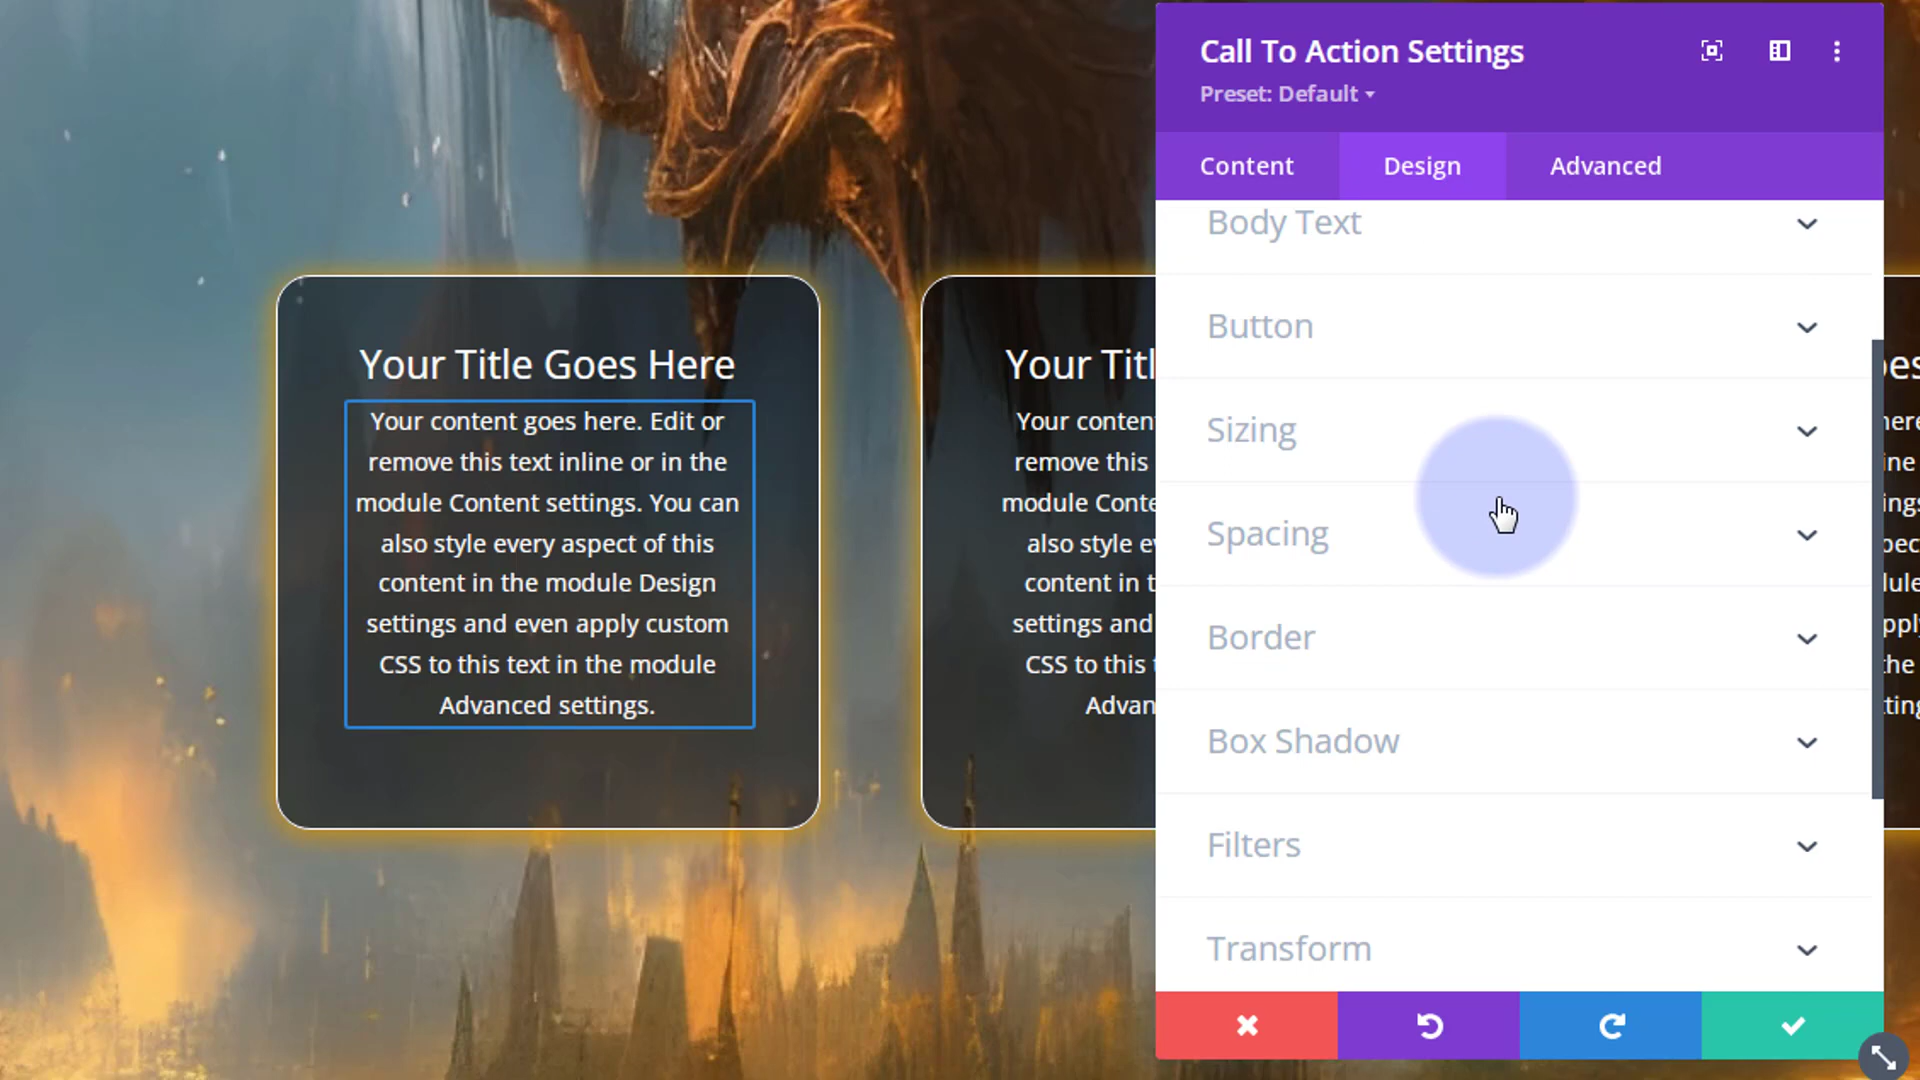 Call To Action Settings
Preset: Default
Content
Design
Advanced
Body Text
Button
Sizing
Spacing
Border
Box Shadow
Filters
Transform
Your Title Goes Here
Your content goes here. Edit or
remove this text inline or in the
module Content settings. You can
also style every aspect of this
content in the module Design
settings and even apply custom
CSS to this text in the module
Advanced settings.
Your Titl
Your content
remove this
module Conte
also style ev
content in t
settings and
CSS to this
Advan